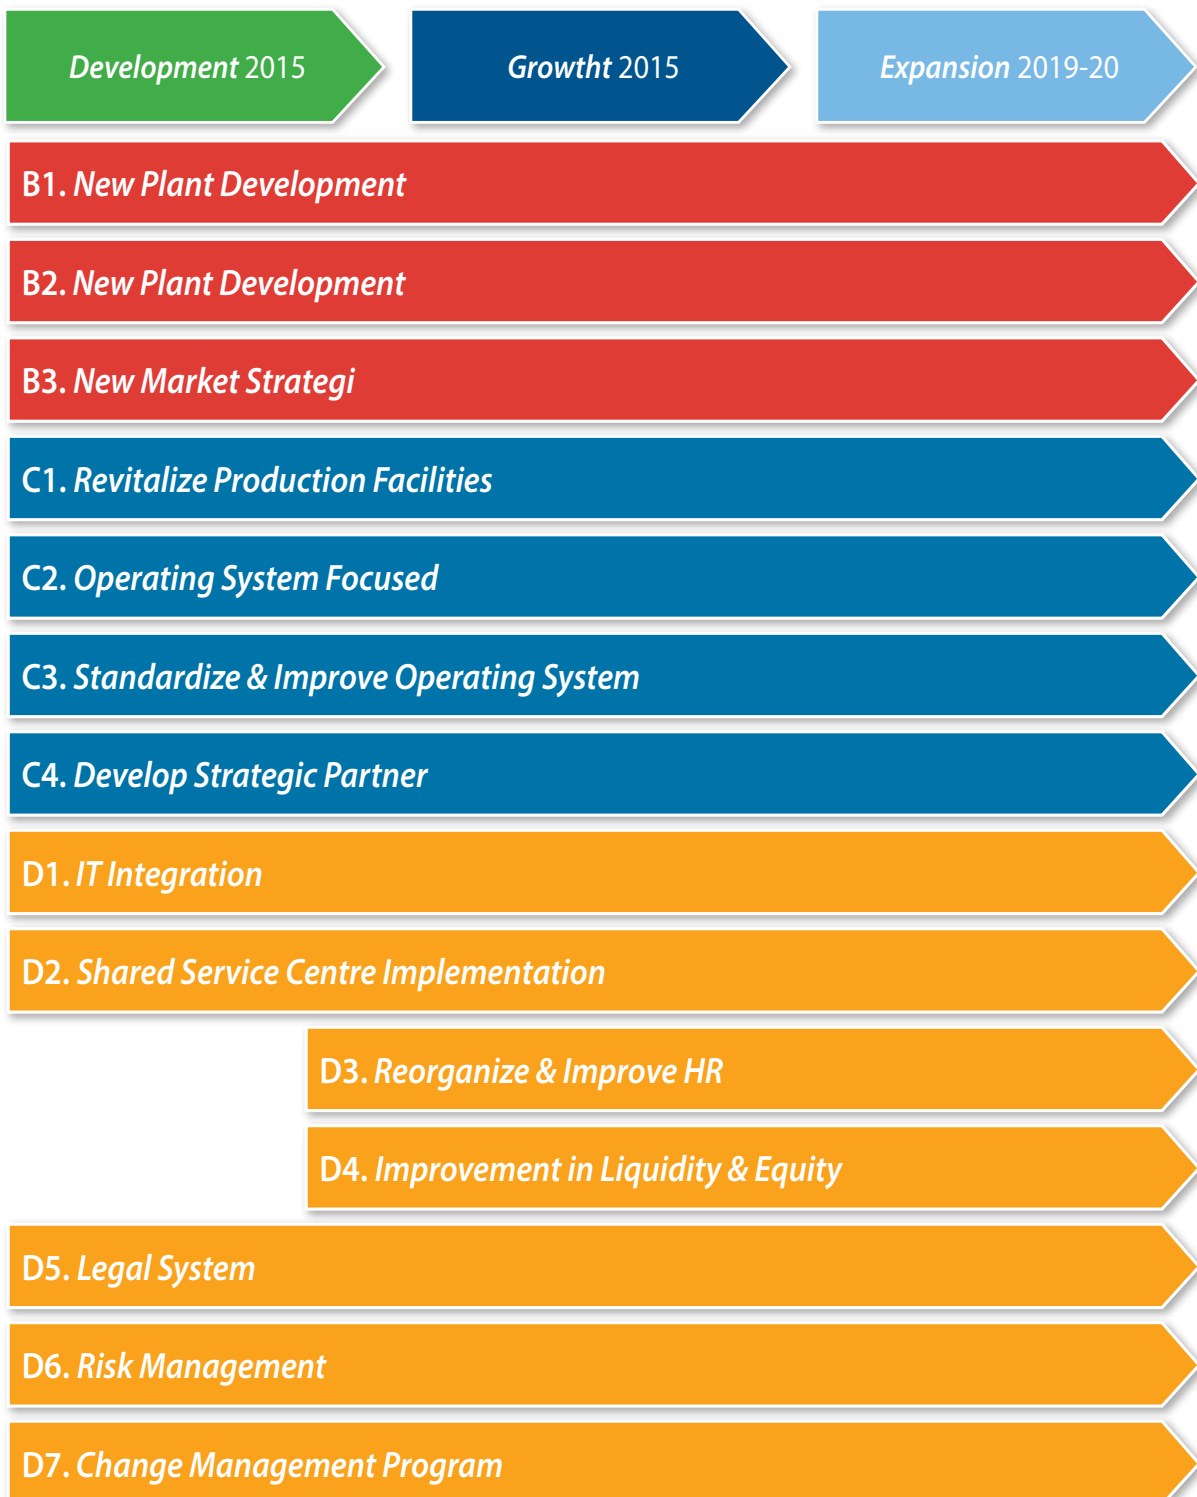 Development 2015
Growtht 2015
Expansion 2019-20
B1. New Plant Development
B2. New Plant Development
B3. New Market Strategi
C1. Revitalize Production Facilities
C2. Operating System Focused
C3. Standardize & Improve Operating System
C4. Develop Strategic Partner
D1. IT Integration
D2. Shared Service Centre Implementation
D3. Reorganize & Improve HR
D4. Improvement in Liquidity & Equity
D5. Legal System
D6. Risk Management
D7. Change Management Program